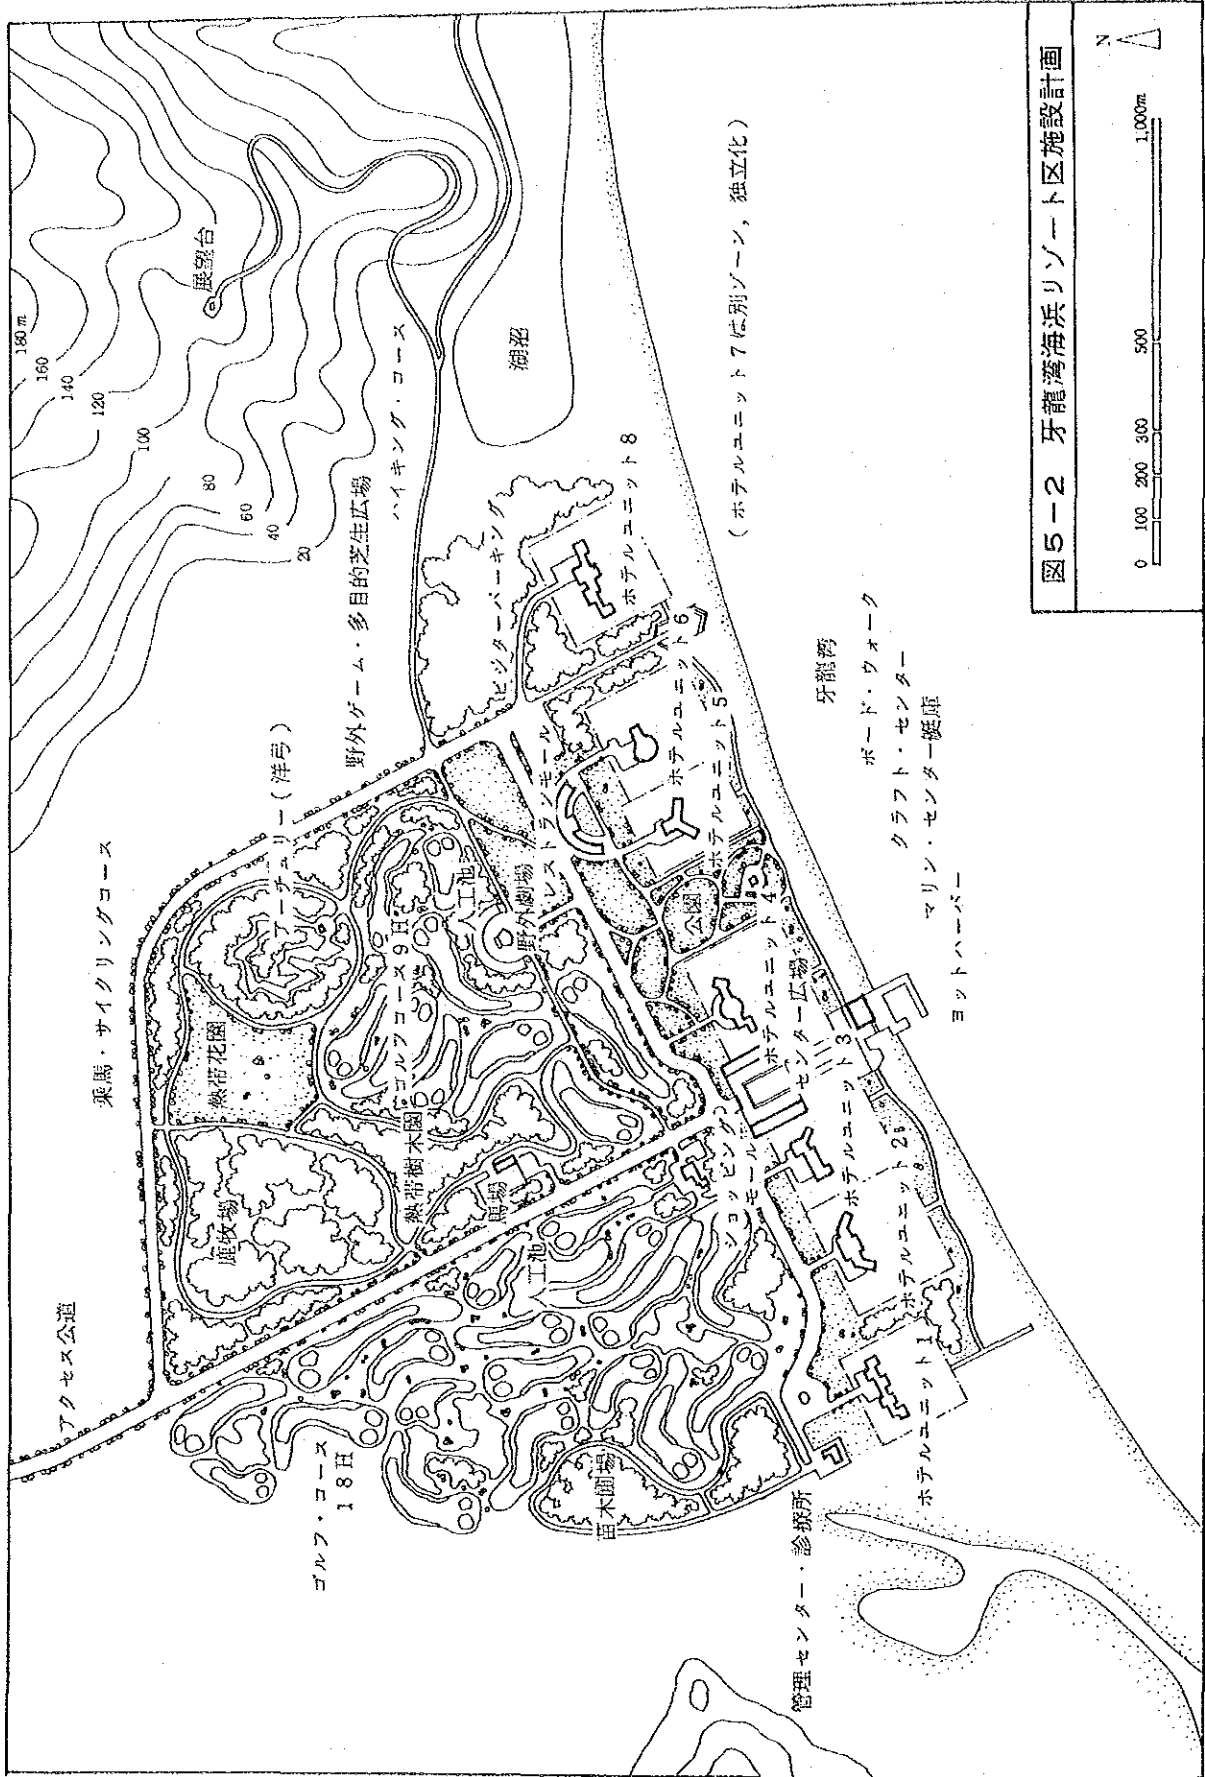 アクセス公道
乗馬・サイクリングコース
ゴルフ・コース
18H
鹿牧場
熱帯花園
アーチェリー(洋弓)
野外ゲーム・多目的芝生広場
ハイキング・コース
展望台
180m
160
140
120
100
80
60
40
20
湖沼
熱帯樹木園
ゴルフコース9H
人工池
馬場
人工池
野外劇場
レストランモール
ビジターパーキング
苗木圃場
ショッピング
モール
公園
管理センター・診療所
ホテルユニット1
ホテルユニット2
ホテルユニット3
センター広場
ホテルユニット4
ホテルユニット5
ホテルユニット6
ホテルユニット8
(ホテルユニット7は別ゾーン,独立化)
牙龍湾
ボード・ウォーク
クラフト・センター
マリン・センター艇庫
ヨットハーバー
図5-2 牙龍湾海浜リゾート区施設計画
0 100 200 300 500 1,000m
N